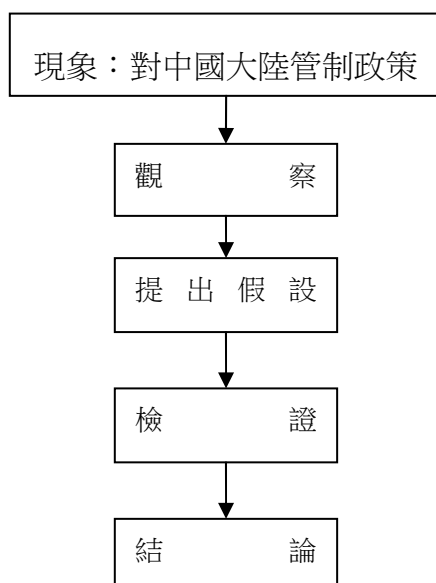 現象：對中國大陸管制政策
觀察
提出假設
檢證
結論